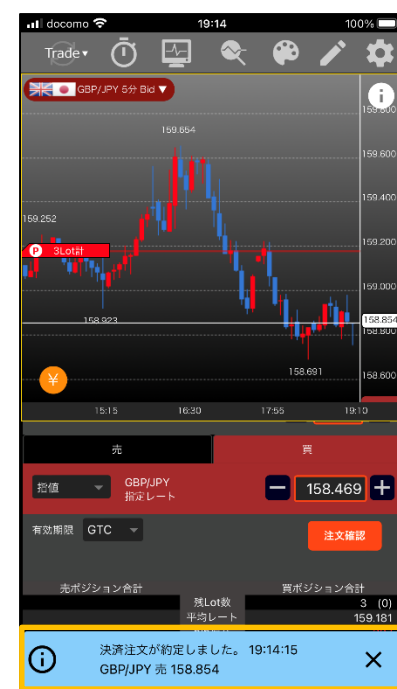 docomo 19:14 100%
Trade▾
GBP/JPY 5分 Bid ▼
i
159.800
159.664
159.600
159.400
159.252
159.200
P 3Lot計
159.000
158.923
158.854
158.800
158.691
158.600
¥
15:15 16:30 17:55 19:10
売 買
指値 GBP/JPY 158.469
指定レート
有効期限 GTC 注文確認
売ポジション合計 買ポジション合計
残Lot数 3 (0)
平均レート 159.181
決済注文が約定しました。 19:14:15
GBP/JPY 売 158.854